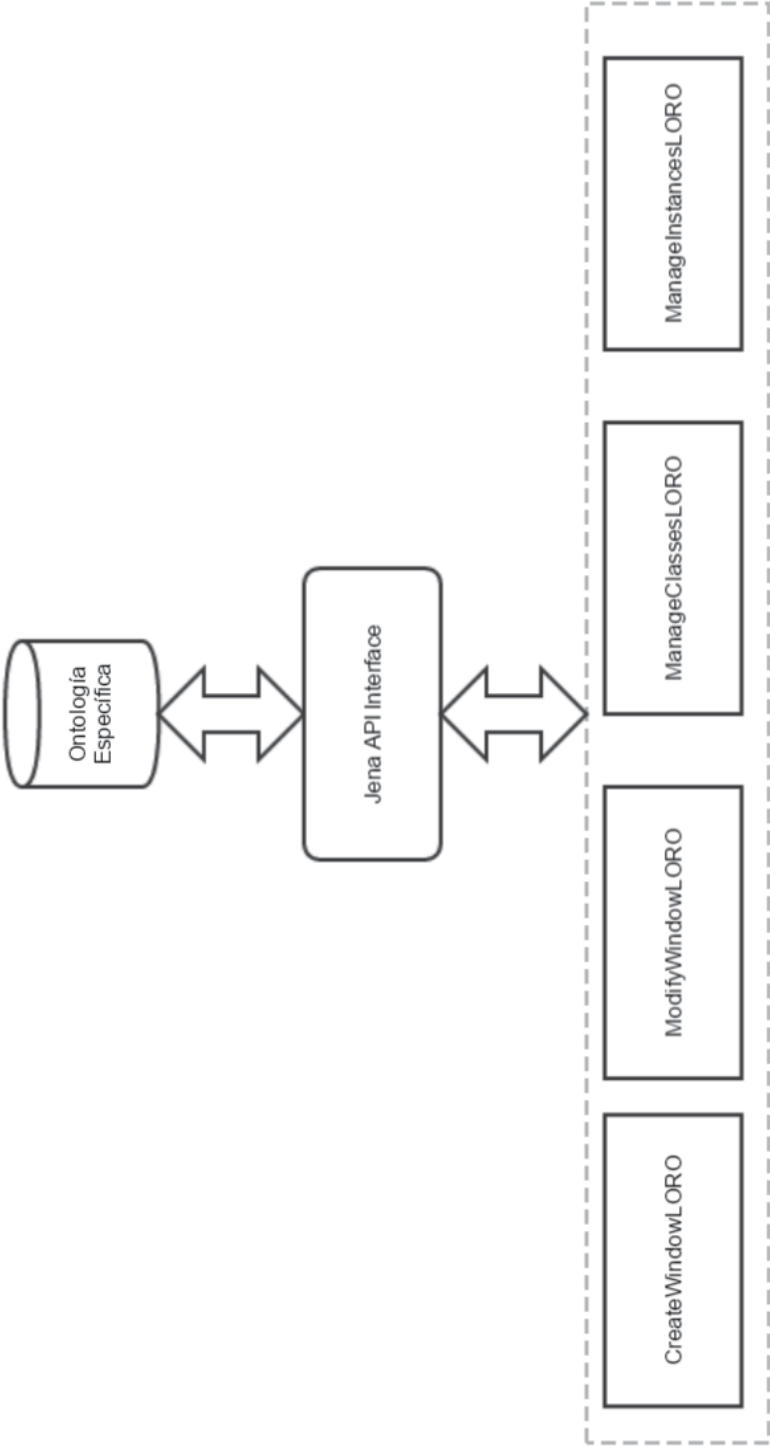 Ontología
Específica
Jena API Interface
CreateWindowLORO
ModifyWindowLORO
ManageClassesLORO
ManageInstancesLORO